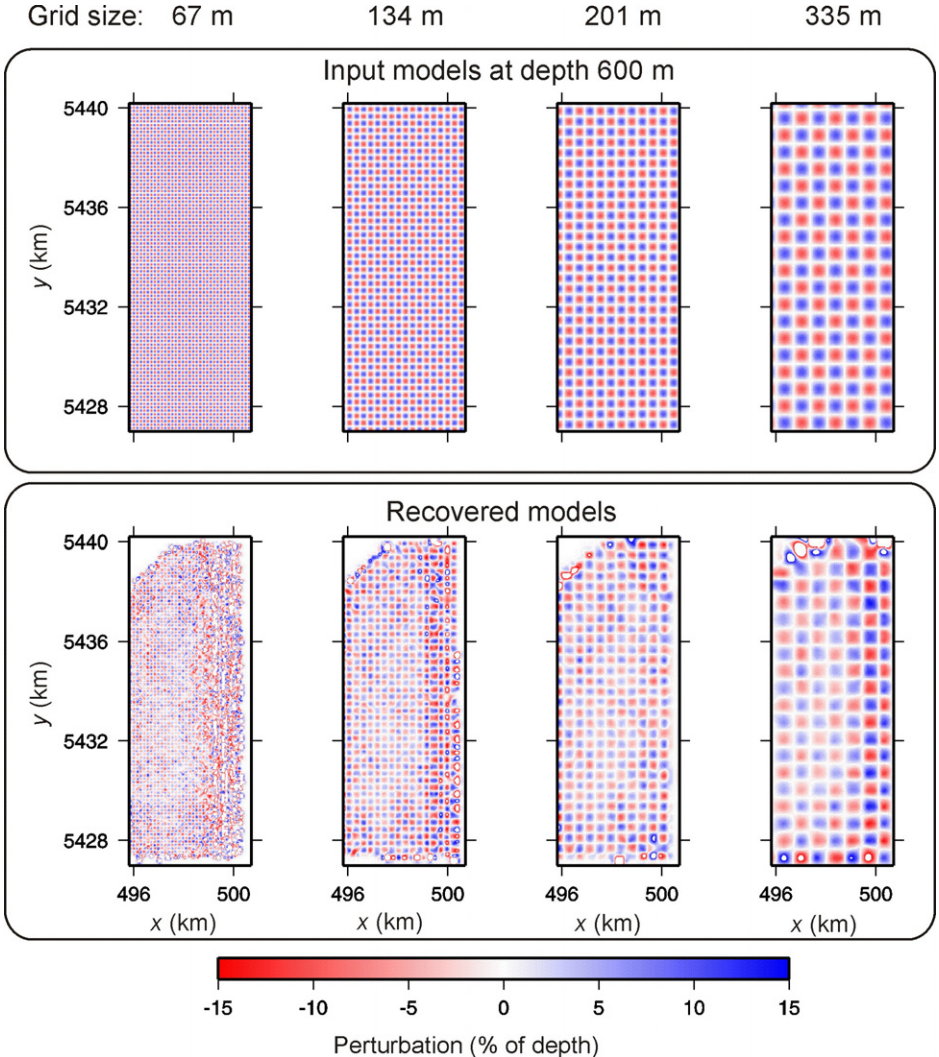 Grid size: 67 m 134 m 201 m 335 m
Input models at depth 600 m
5440
5436
5432
5428
y (km)
Recovered models
5440
5436
5432
5428
y (km)
496 500 496 500 496 500 496 500
x (km) x (km) x (km) x (km)
-15 -10 -5 0 5 10 15
Perturbation (% of depth)